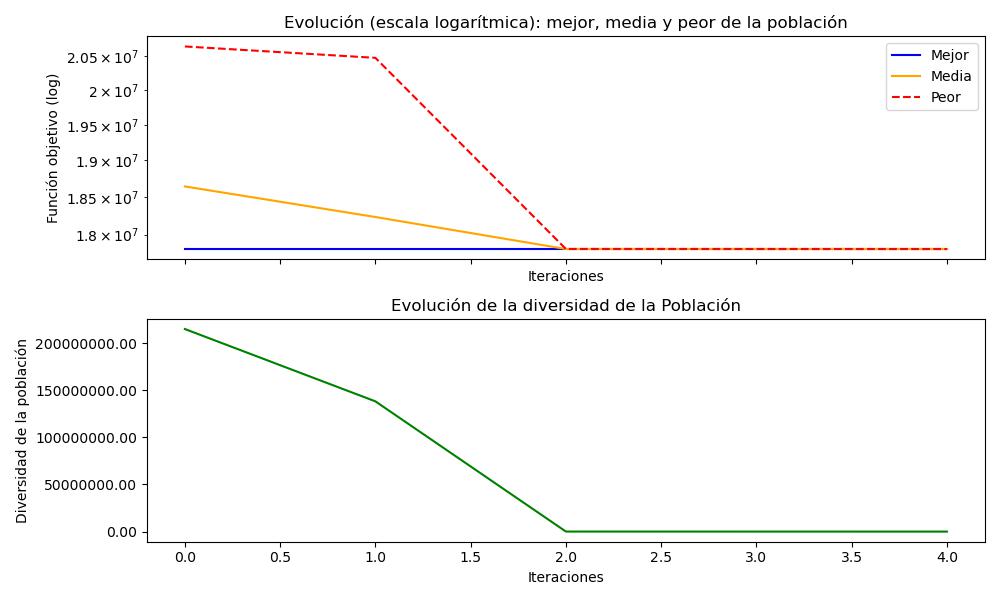 Evolución (escala logarítmica): mejor, media y peor de la población
Función objetivo (log)
2.05 × 10⁷
2 × 10⁷
1.95 × 10⁷
1.9 × 10⁷
1.85 × 10⁷
1.8 × 10⁷
Mejor
Media
Peor
Iteraciones
Evolución de la diversidad de la Población
Diversidad de la población
200000000.00
150000000.00
100000000.00
50000000.00
0.00
0.0 0.5 1.0 1.5 2.0 2.5 3.0 3.5 4.0
Iteraciones